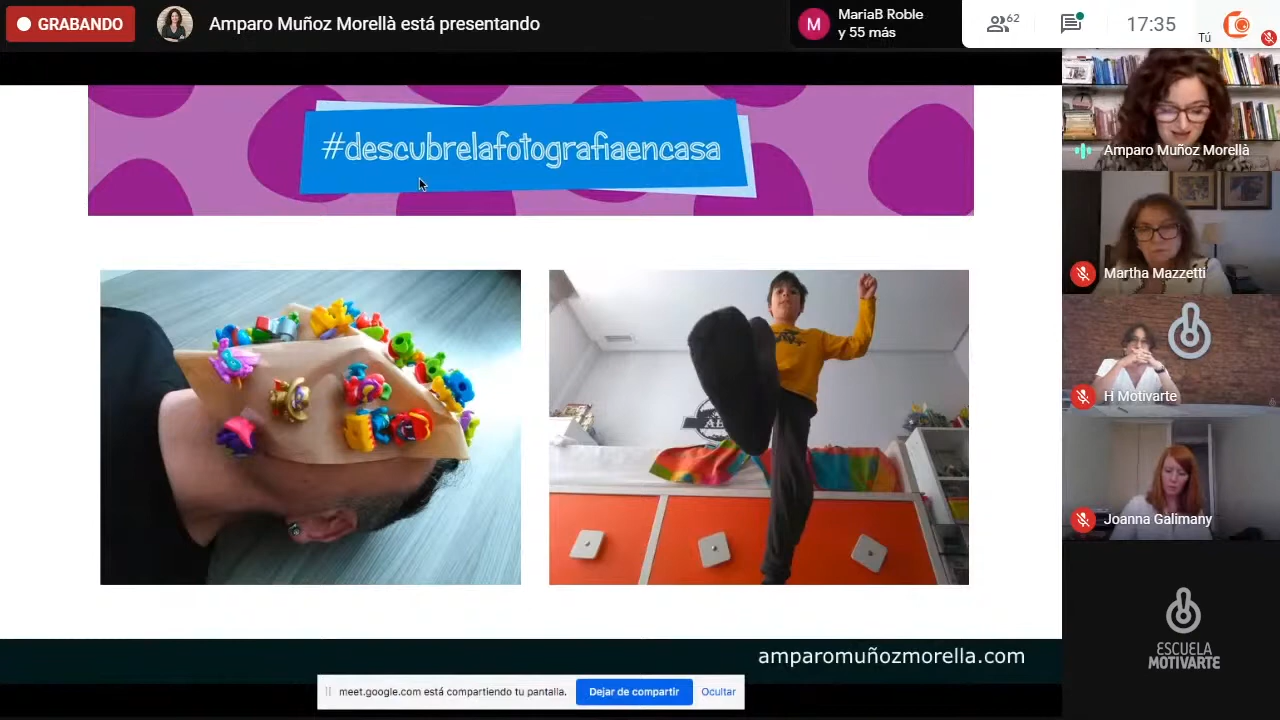 GRABANDO
Amparo Muñoz Morellà está presentando
M
MariaB Roble
y 55 más
62
17:35
Tú
#descubrelafotografiaencasa
Amparo Muñoz Morellà
Martha Mazzetti
H Motivarte
Joanna Galimany
ESCUELA
MOTIVARTE
amparomuñozmorella.com
meet.google.com está compartiendo tu pantalla.
Dejar de compartir
Ocultar